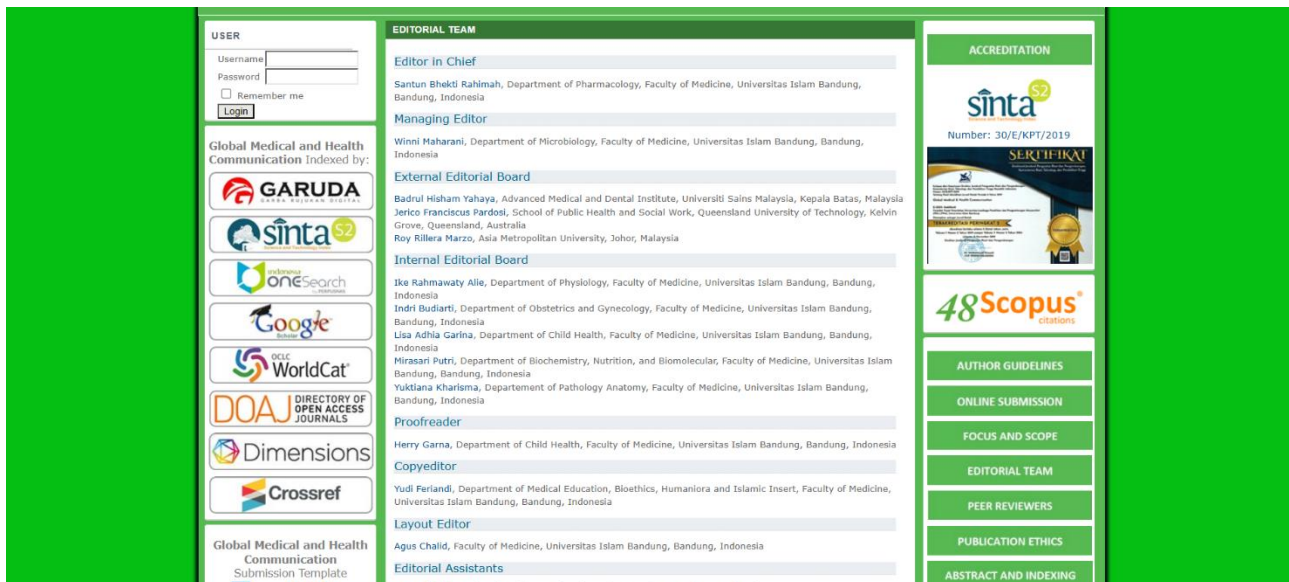 USER
Username
Password
Remember me
Login
Global Medical and Health
Communication Indexed by:
GARUDA
GARBA RUJUKAN DIGITAL
sinta S2
Science and Technology Index
indonesia
OneSearch
by PERPUSNAS
Google
Scholar
OCLC
WorldCat
DOAJ DIRECTORY OF
OPEN ACCESS
JOURNALS
Dimensions
Crossref
Global Medical and Health
Communication
Submission Template
EDITORIAL TEAM
Editor in Chief
Santun Bhekti Rahimah, Department of Pharmacology, Faculty of Medicine, Universitas Islam Bandung,
Bandung, Indonesia
Managing Editor
Winni Maharani, Department of Microbiology, Faculty of Medicine, Universitas Islam Bandung, Bandung,
Indonesia
External Editorial Board
Badrul Hisham Yahaya, Advanced Medical and Dental Institute, Universiti Sains Malaysia, Kepala Batas, Malaysia
Jerico Franciscus Pardosi, School of Public Health and Social Work, Queensland University of Technology, Kelvin
Grove, Queensland, Australia
Roy Rillera Marzo, Asia Metropolitan University, Johor, Malaysia
Internal Editorial Board
Ike Rahmawaty Alie, Department of Physiology, Faculty of Medicine, Universitas Islam Bandung, Bandung,
Indonesia
Indri Budiarti, Department of Obstetrics and Gynecology, Faculty of Medicine, Universitas Islam Bandung,
Bandung, Indonesia
Lisa Adhia Garina, Department of Child Health, Faculty of Medicine, Universitas Islam Bandung, Bandung,
Indonesia
Mirasari Putri, Department of Biochemistry, Nutrition, and Biomolecular, Faculty of Medicine, Universitas Islam
Bandung, Bandung, Indonesia
Yuktiana Kharisma, Departement of Pathology Anatomy, Faculty of Medicine, Universitas Islam Bandung,
Bandung, Indonesia
Proofreader
Herry Garna, Department of Child Health, Faculty of Medicine, Universitas Islam Bandung, Bandung, Indonesia
Copyeditor
Yudi Feriandi, Department of Medical Education, Bioethics, Humaniora and Islamic Insert, Faculty of Medicine,
Universitas Islam Bandung, Bandung, Indonesia
Layout Editor
Agus Chalid, Faculty of Medicine, Universitas Islam Bandung, Bandung, Indonesia
Editorial Assistants
ACCREDITATION
sinta S2
Science and Technology Index
Number: 30/E/KPT/2019
SERTIFIKAT
TERAKREDITASI PERINGKAT 2
48 Scopus
citations
AUTHOR GUIDELINES
ONLINE SUBMISSION
FOCUS AND SCOPE
EDITORIAL TEAM
PEER REVIEWERS
PUBLICATION ETHICS
ABSTRACT AND INDEXING